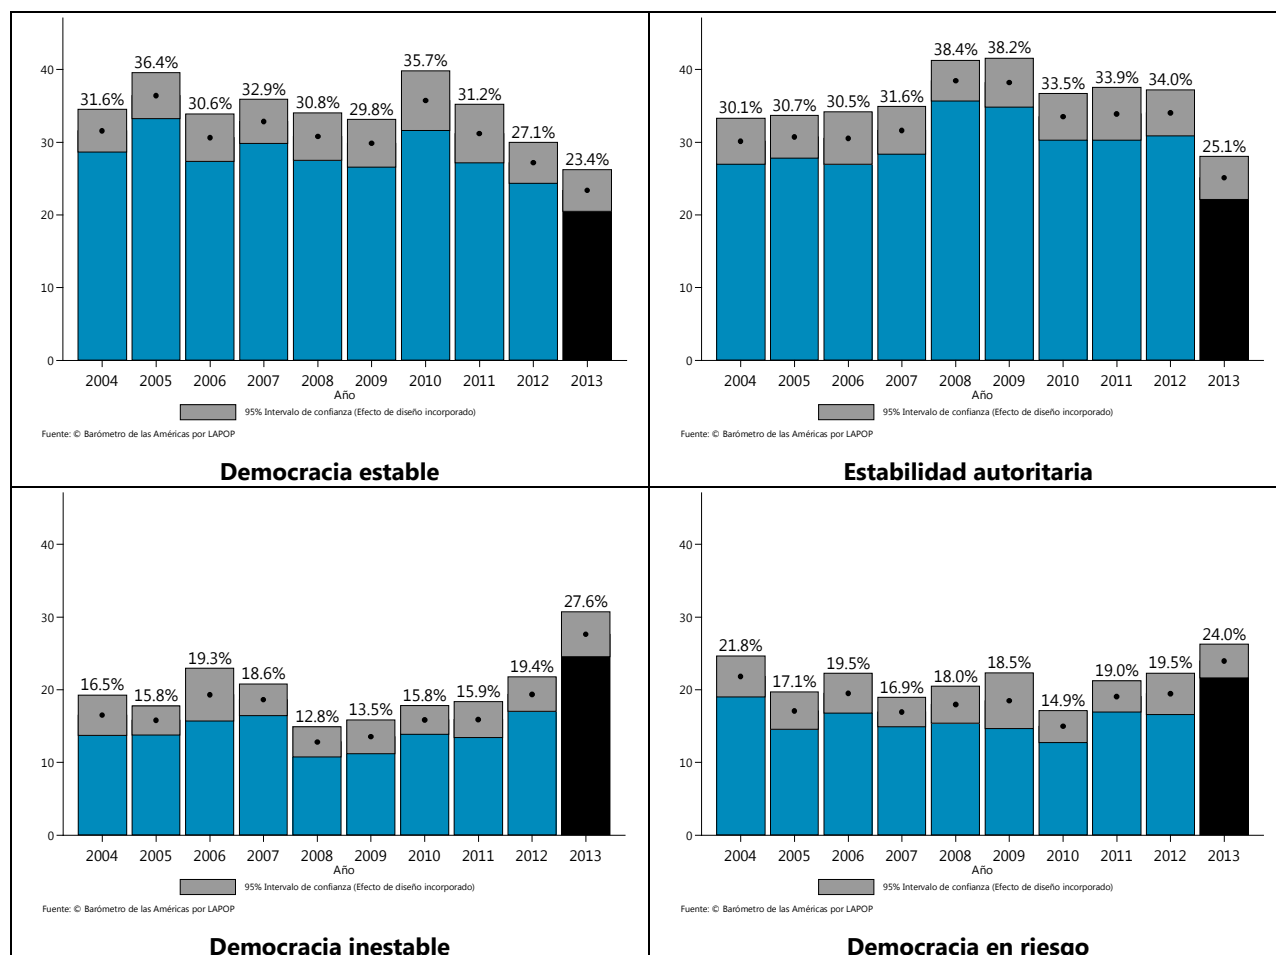 36.4%
35.7%
32.9%
31.6%
31.2%
30.6%
30.8%
29.8%
27.1%
23.4%
40
30
20
10
0
2004 2005 2006 2007 2008 2009 2010 2011 2012 2013
Año
95% Intervalo de confianza (Efecto de diseño incorporado)
Fuente: © Barómetro de las Américas por LAPOP
Democracia estable
38.4% 38.2%
33.5% 33.9% 34.0%
30.1% 30.7% 30.5% 31.6%
25.1%
40
30
20
10
0
2004 2005 2006 2007 2008 2009 2010 2011 2012 2013
Año
95% Intervalo de confianza (Efecto de diseño incorporado)
Fuente: © Barómetro de las Américas por LAPOP
Estabilidad autoritaria
27.6%
19.3%
18.6%
19.4%
16.5%
15.8%
15.8% 15.9%
12.8% 13.5%
40
30
20
10
0
2004 2005 2006 2007 2008 2009 2010 2011 2012 2013
Año
95% Intervalo de confianza (Efecto de diseño incorporado)
Fuente: © Barómetro de las Américas por LAPOP
Democracia inestable
24.0%
21.8%
19.5%
18.5%
19.0% 19.5%
17.1%
16.9%
18.0%
14.9%
40
30
20
10
0
2004 2005 2006 2007 2008 2009 2010 2011 2012 2013
Año
95% Intervalo de confianza (Efecto de diseño incorporado)
Fuente: © Barómetro de las Américas por LAPOP
Democracia en riesgo